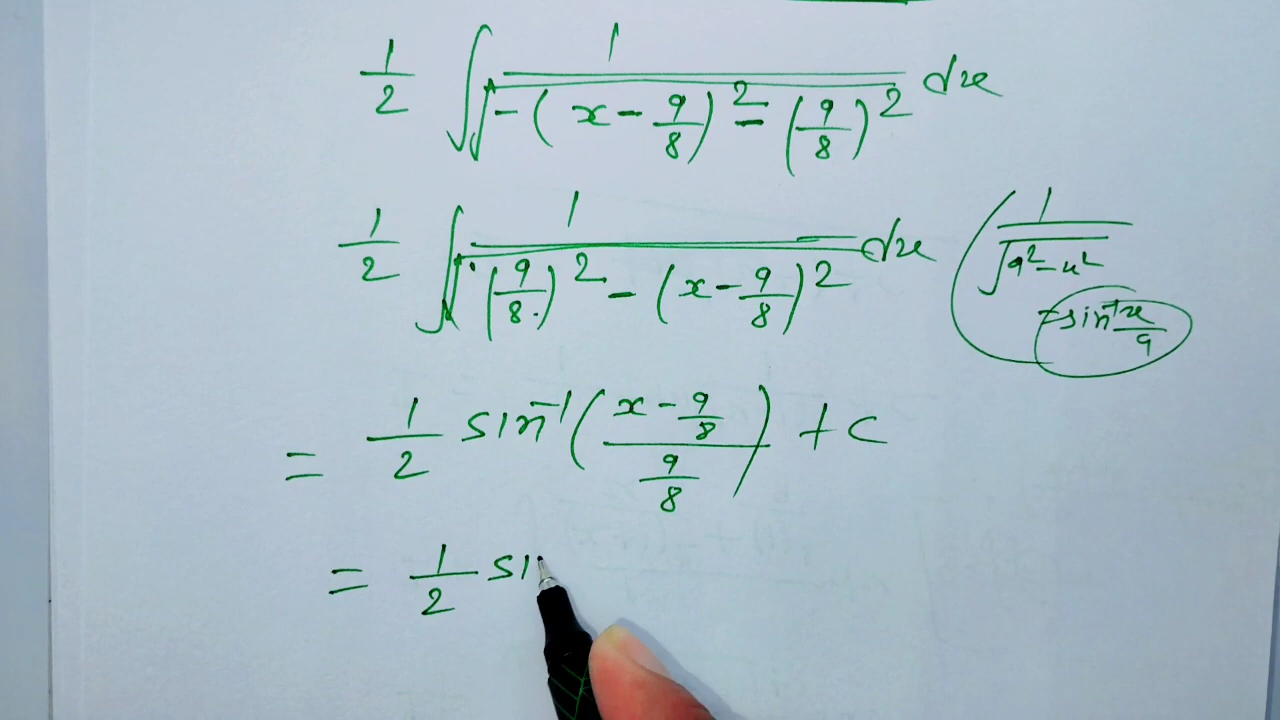 1/2 ∫ 1/√(-(x - 9/8)² - (9/8)²) dx
1/2 ∫ 1/√((9/8)² - (x - 9/8)²) dx
1/√(a² - x²)
= sin⁻¹ x/a
= 1/2 sin⁻¹((x - 9/8)/(9/8)) + c
= 1/2 si